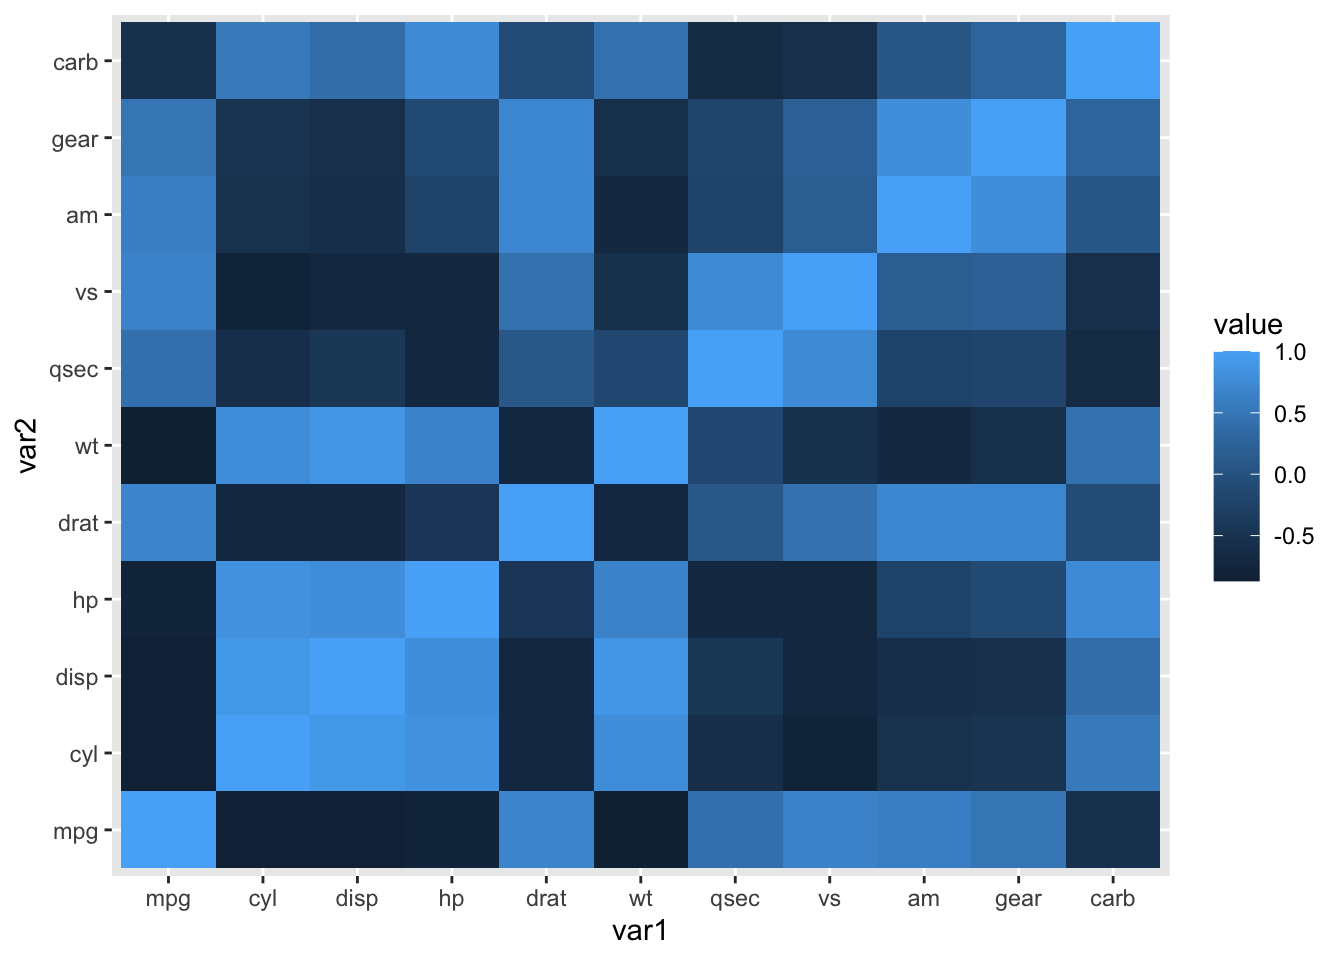 carb
gear
am
vs
qsec
wt
drat
hp
disp
cyl
mpg
var2
mpg cyl disp hp drat wt qsec vs am gear carb
var1
value
1.0
0.5
0.0
-0.5